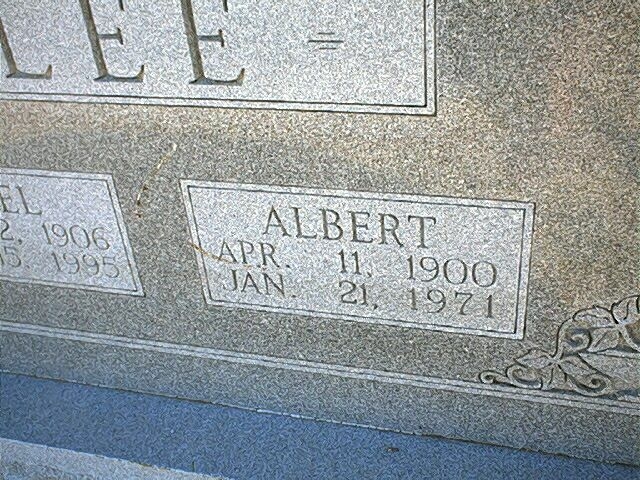 LEE =
EL
2, 1906
15. 1995
ALBERT
APR. 11, 1900
JAN. 21, 1971